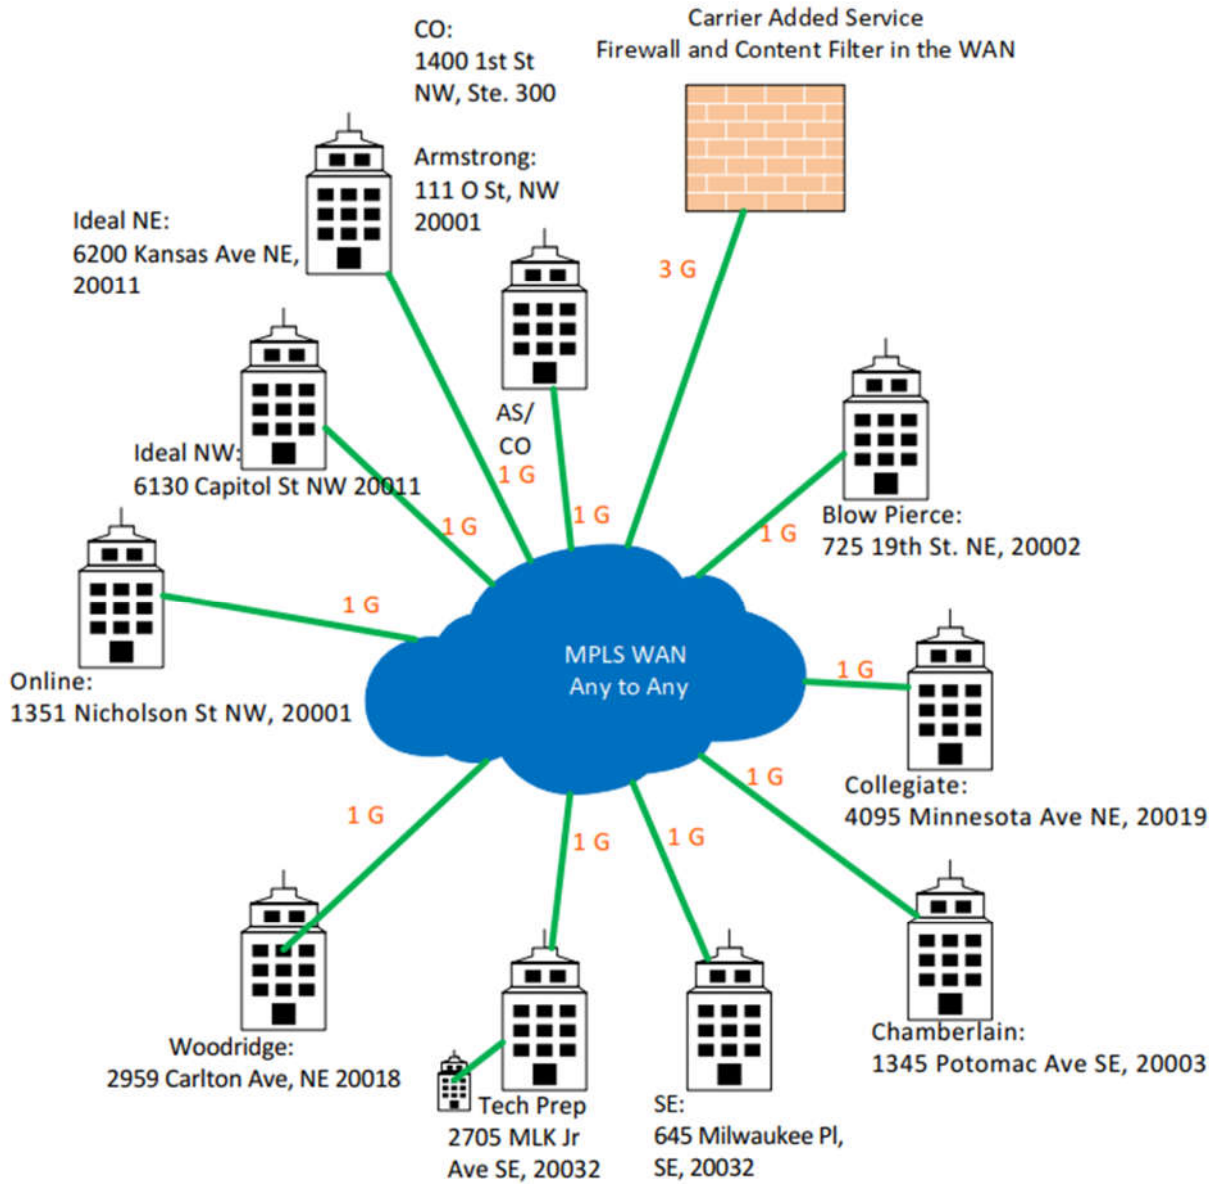 CO:
1400 1st St
NW, Ste. 300
Carrier Added Service
Firewall and Content Filter in the WAN
Armstrong:
111 O St, NW
20001
Ideal NE:
6200 Kansas Ave NE,
20011
3 G
AS/
CO
Ideal NW:
6130 Capitol St NW 20011
1 G
1 G
1 G
1 G
Blow Pierce:
725 19th St. NE, 20002
1 G
Online:
1351 Nicholson St NW, 20001
MPLS WAN
Any to Any
1 G
Collegiate:
4095 Minnesota Ave NE, 20019
1 G
1 G
1 G
1 G
Woodridge:
2959 Carlton Ave, NE 20018
Chamberlain:
1345 Potomac Ave SE, 20003
Tech Prep
2705 MLK Jr
Ave SE, 20032
SE:
645 Milwaukee Pl,
SE, 20032